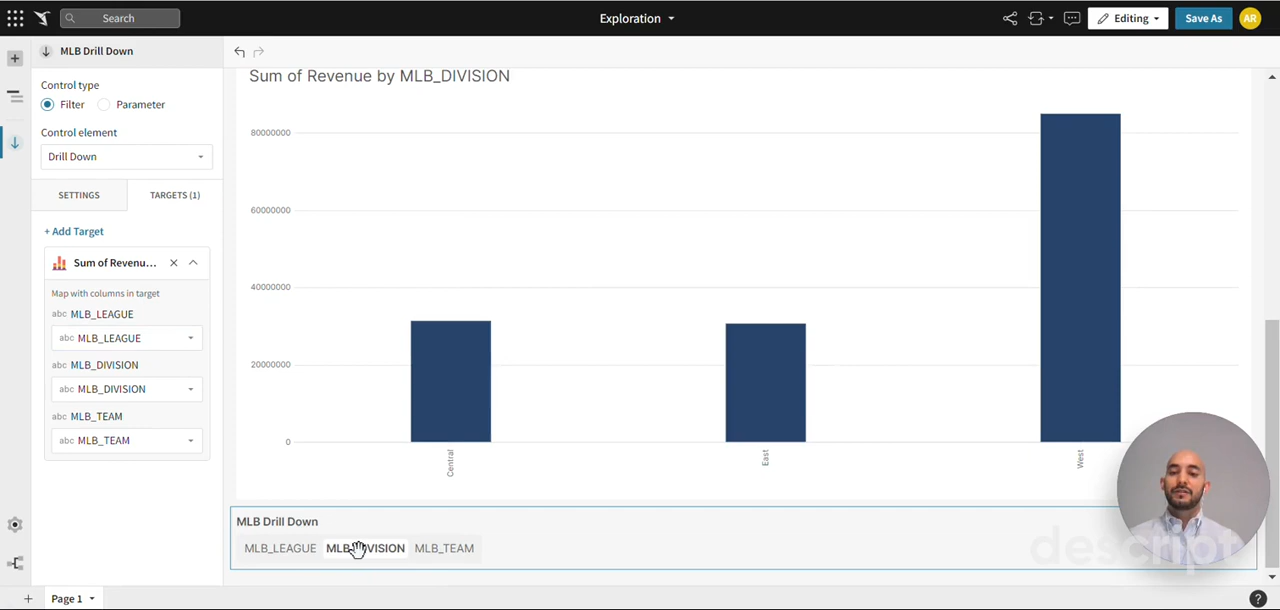 Search
Exploration
Editing
Save As
AR
MLB Drill Down
Control type
Filter
Parameter
Control element
Drill Down
SETTINGS
TARGETS (1)
+ Add Target
Sum of Revenu...
Map with columns in target
abc MLB_LEAGUE
abc MLB_LEAGUE
abc MLB_DIVISION
abc MLB_DIVISION
abc MLB_TEAM
abc MLB_TEAM
Sum of Revenue by MLB_DIVISION
80000000
60000000
40000000
20000000
0
Central
East
West
MLB Drill Down
MLB_LEAGUE MLB_DIVISION MLB_TEAM
descript
Page 1
?